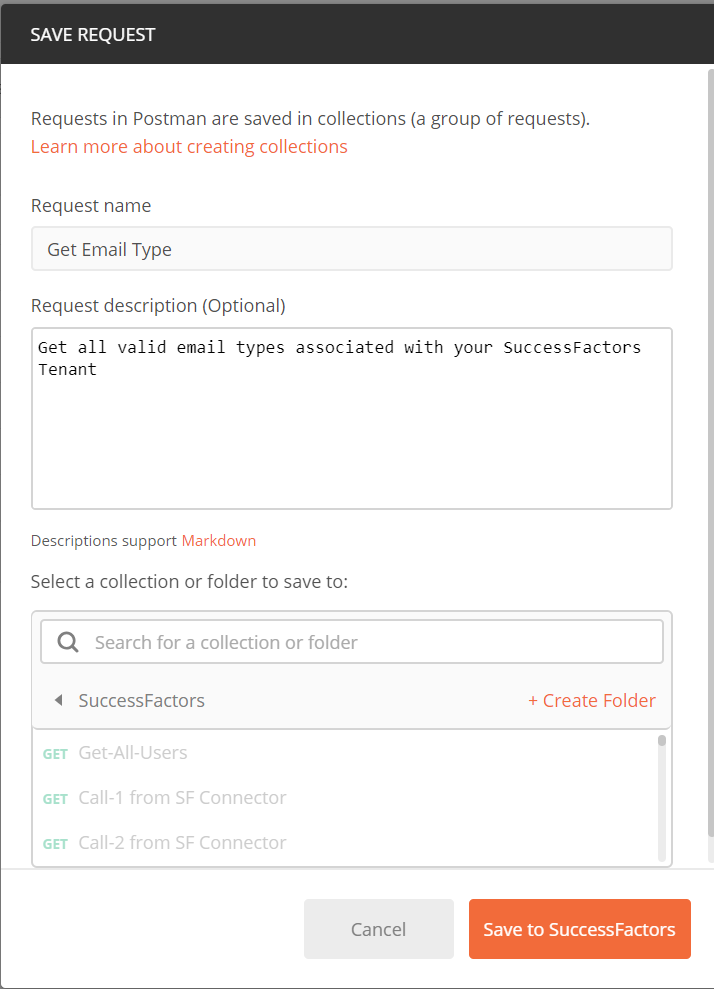 SAVE REQUEST
Requests in Postman are saved in collections (a group of requests).
Learn more about creating collections
Request name
Get Email Type
Request description (Optional)
Get all valid email types associated with your SuccessFactors
Tenant
Descriptions support Markdown
Select a collection or folder to save to:
Search for a collection or folder
SuccessFactors + Create Folder
GET Get-All-Users
GET Call-1 from SF Connector
GET Call-2 from SF Connector
Cancel Save to SuccessFactors